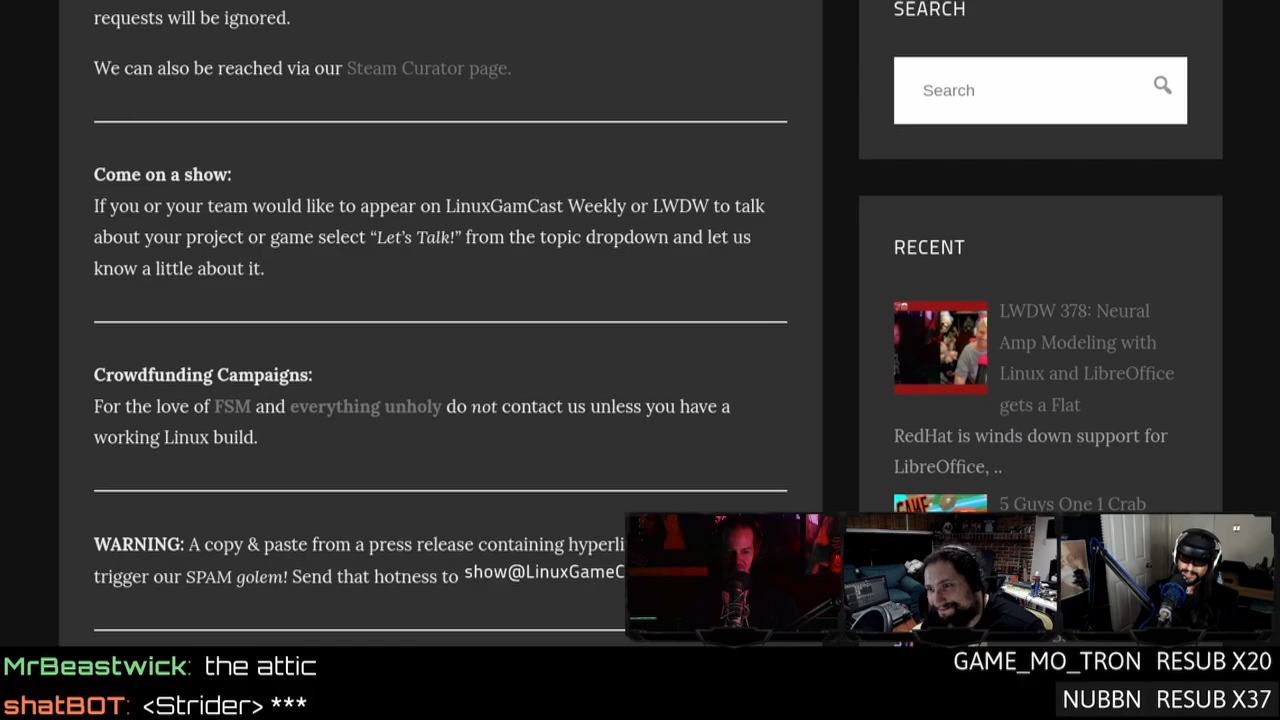 requests will be ignored.
We can also be reached via our Steam Curator page.
Come on a show:
If you or your team would like to appear on LinuxGamCast Weekly or LWDW to talk
about your project or game select “Let’s Talk!” from the topic dropdown and let us
know a little about it.
Crowdfunding Campaigns:
For the love of FSM and everything unholy do not contact us unless you have a
working Linux build.
WARNING: A copy & paste from a press release containing hyperli
trigger our SPAM golem! Send that hotness to show@LinuxGameC
SEARCH
Search
RECENT
LWDW 378: Neural
Amp Modeling with
Linux and LibreOffice
gets a Flat
RedHat is winds down support for
LibreOffice, ..
5 Guys One 1 Crab
MrBeastwick: the attic
shatBOT: <Strider> ***
GAME_MO_TRON RESUB X20
NUBBN RESUB X37